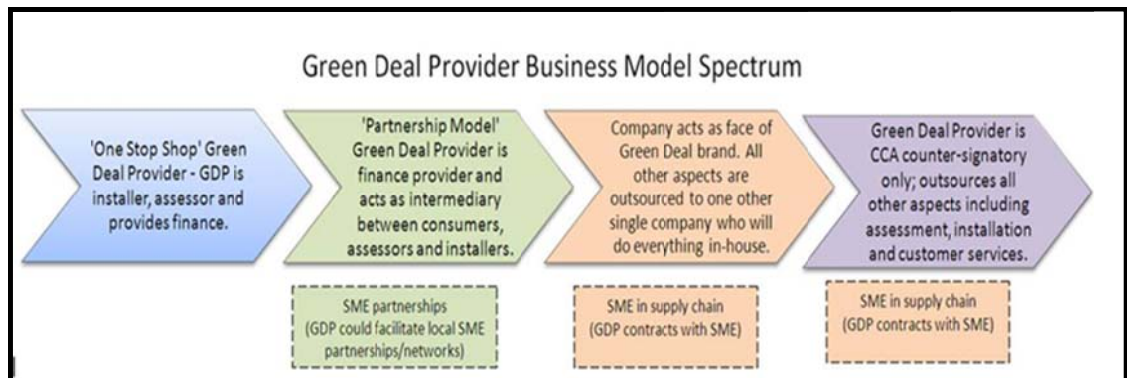 Green Deal Provider Business Model Spectrum
'One Stop Shop' Green
Deal Provider - GDP is
installer, assessor and
provides finance.
'Partnership Model'
Green Deal Provider is
finance provider and
acts as intermediary
between consumers,
assessors and installers.
Company acts as face of
Green Deal brand. All
other aspects are
outsourced to one other
single company who will
do everything in-house.
Green Deal Provider is
CCA counter-signatory
only; outsources all
other aspects including
assessment, installation
and customer services.
SME partnerships
(GDP could facilitate local SME
partnerships/networks)
SME in supply chain
(GDP contracts with SME)
SME in supply chain
(GDP contracts with SME)